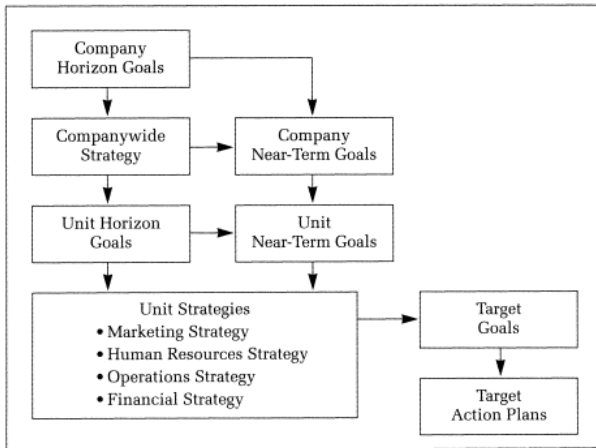 Company
Horizon Goals
Companywide
Strategy
Company
Near-Term Goals
Unit Horizon
Goals
Unit
Near-Term Goals
Unit Strategies
• Marketing Strategy
• Human Resources Strategy
• Operations Strategy
• Financial Strategy
Target
Goals
Target
Action Plans